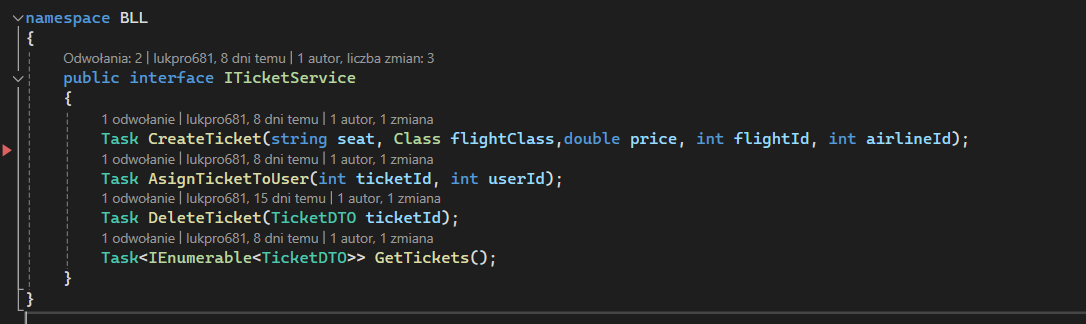 namespace BLL
{
Odwołania: 2 | lukpro681, 8 dni temu | 1 autor, liczba zmian: 3
public interface ITicketService
{
1 odwołanie | lukpro681, 8 dni temu | 1 autor, 1 zmiana
Task CreateTicket(string seat, Class flightClass,double price, int flightId, int airlineId);
1 odwołanie | lukpro681, 8 dni temu | 1 autor, 1 zmiana
Task AsignTicketToUser(int ticketId, int userId);
1 odwołanie | lukpro681, 15 dni temu | 1 autor, 1 zmiana
Task DeleteTicket(TicketDTO ticketId);
1 odwołanie | lukpro681, 8 dni temu | 1 autor, 1 zmiana
Task<IEnumerable<TicketDTO>> GetTickets();
}
}